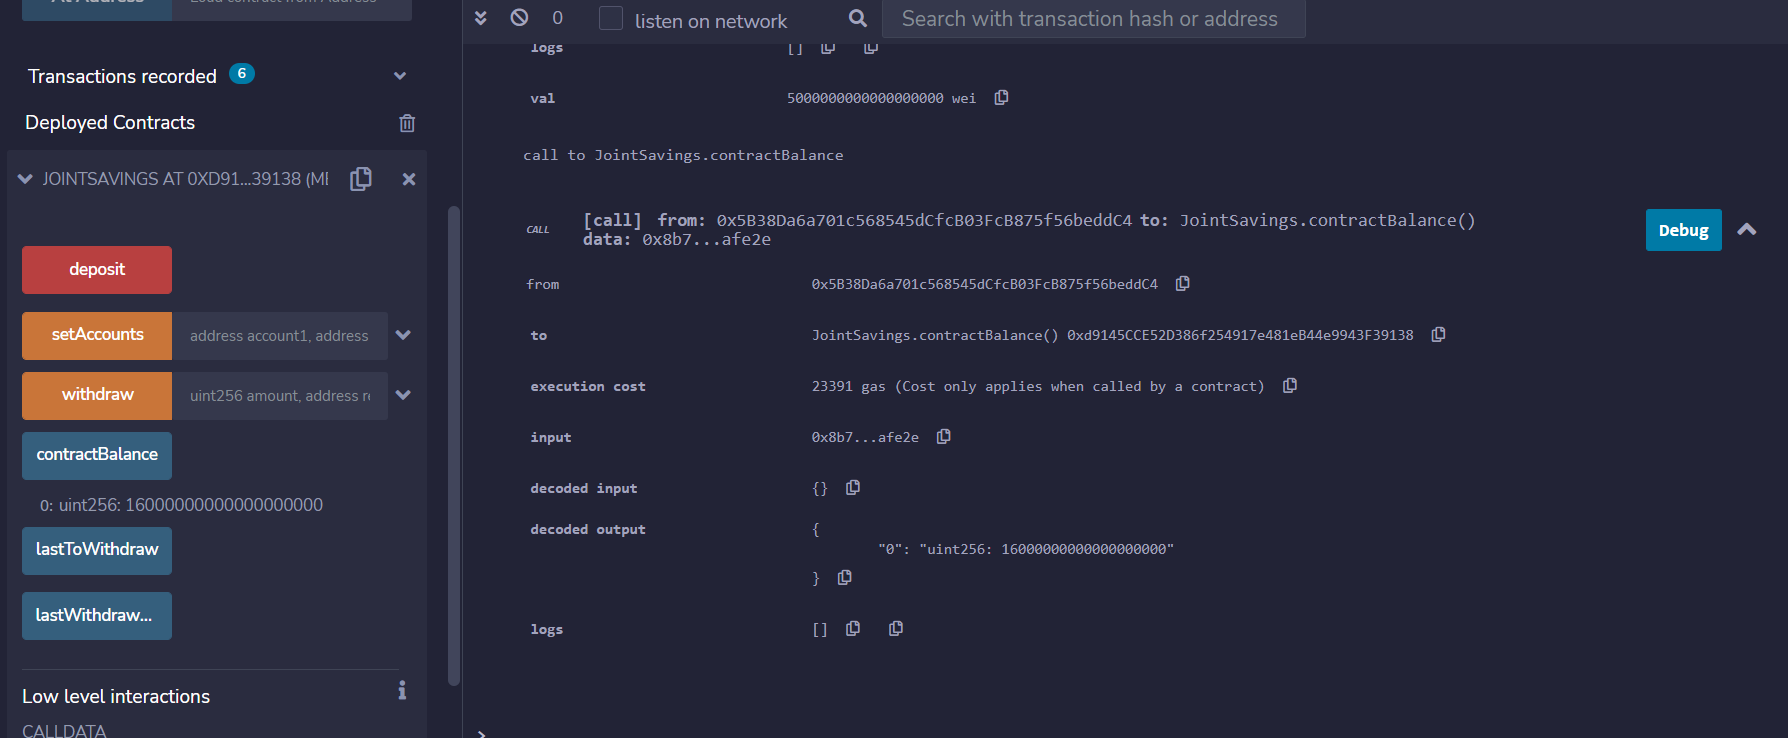 At Address
Load contract from Address
Transactions recorded 6
Deployed Contracts
JOINTSAVINGS AT 0XD91...39138 (ME
deposit
setAccounts
address account1, address
withdraw
uint256 amount, address re
contractBalance
0: uint256: 16000000000000000000
lastToWithdraw
lastWithdraw...
Low level interactions
i
CALLDATA
0
listen on network
Search with transaction hash or address
logs [ ]
val 5000000000000000000 wei
call to JointSavings.contractBalance
CALL
[call] from: 0x5B38Da6a701c568545dCfcB03FcB875f56beddC4 to: JointSavings.contractBalance()
data: 0x8b7...afe2e
Debug
from 0x5B38Da6a701c568545dCfcB03FcB875f56beddC4
to JointSavings.contractBalance() 0xd9145CCE52D386f254917e481eB44e9943F39138
execution cost 23391 gas (Cost only applies when called by a contract)
input 0x8b7...afe2e
decoded input {}
decoded output {
"0": "uint256: 16000000000000000000"
}
logs []
>